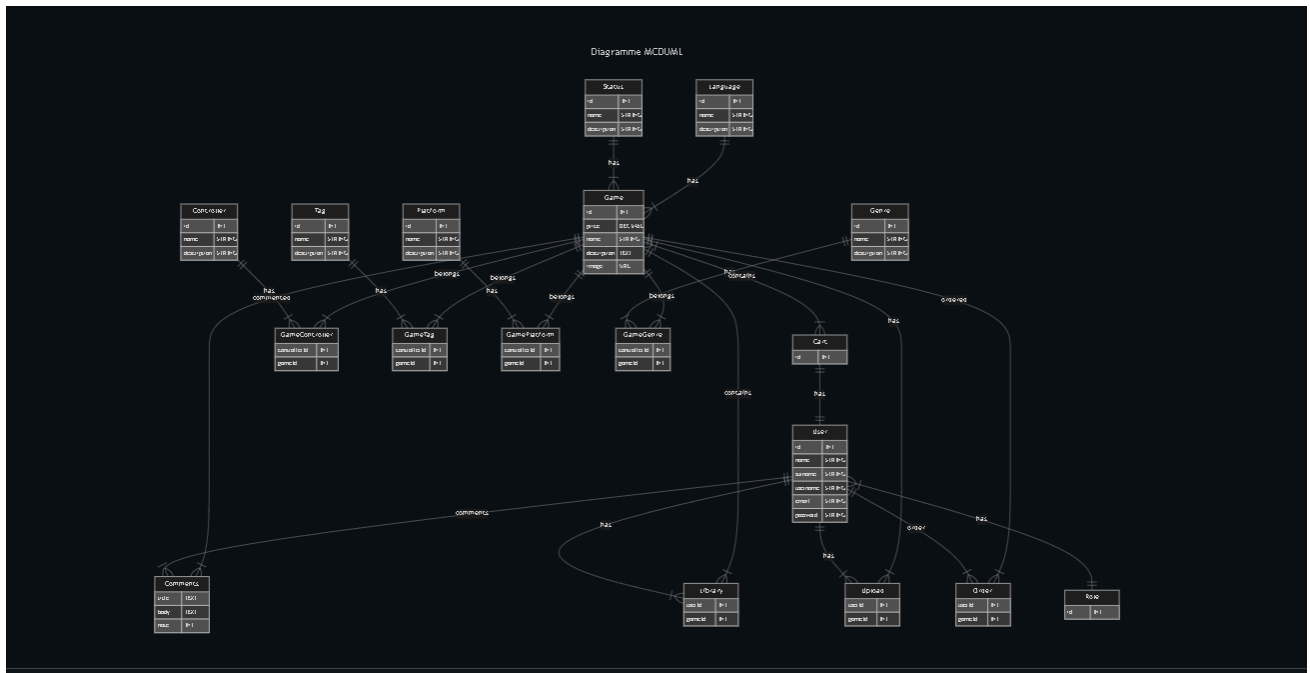 Diagramme MCDUML
Status
id INT
name STRING
description STRING
Language
id INT
name STRING
description STRING
has
has
Controller
id INT
name STRING
description STRING
Tag
id INT
name STRING
description STRING
Platform
id INT
name STRING
description STRING
Game
id INT
price DECIMAL
name STRING
description TEXT
image URL
Genre
id INT
name STRING
description STRING
has
commented
belongs
has
belongs
has
belongs
belongs
has
contains
ordered
has
GameController
controllerId INT
gameId INT
GameTag
controllerId INT
gameId INT
GamePlatform
controllerId INT
gameId INT
GameGenre
controllerId INT
gameId INT
Cart
id INT
contains
has
User
id INT
name STRING
surname STRING
username STRING
email STRING
password STRING
comments
has
has
order
has
Comments
title TEXT
body TEXT
note INT
Library
userId INT
gameId INT
Upload
userId INT
gameId INT
Order
userId INT
gameId INT
Role
id INT